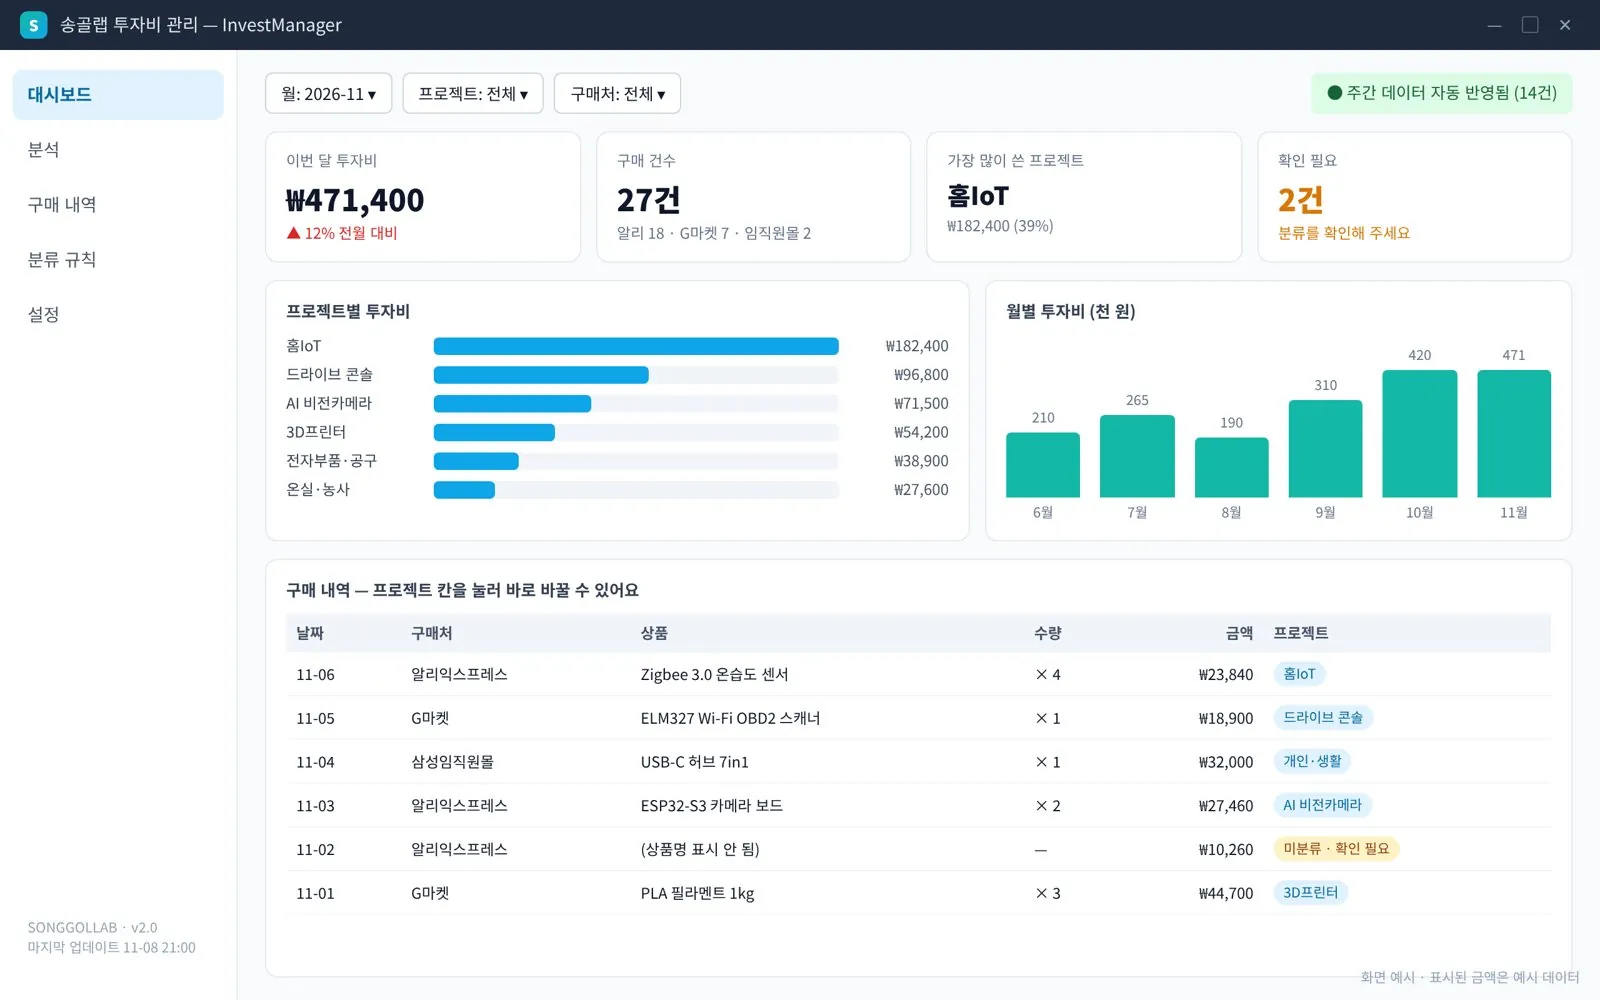 S 송골랩 투자비 관리 — InvestManager
대시보드
분석
구매 내역
분류 규칙
설정
SONGGOLLAB · v2.0
마지막 업데이트 11-08 21:00
월: 2026-11 ▾ 프로젝트: 전체 ▾ 구매처: 전체 ▾ ● 주간 데이터 자동 반영됨 (14건)
이번 달 투자비
₩471,400
▲ 12% 전월 대비
구매 건수
27건
알리 18 · G마켓 7 · 임직원몰 2
가장 많이 쓴 프로젝트
홈IoT
₩182,400 (39%)
확인 필요
2건
분류를 확인해 주세요
프로젝트별 투자비
홈IoT ₩182,400
드라이브 콘솔 ₩96,800
AI 비전카메라 ₩71,500
3D프린터 ₩54,200
전자부품·공구 ₩38,900
온실·농사 ₩27,600
월별 투자비 (천 원)
210 265 190 310 420 471
6월 7월 8월 9월 10월 11월
구매 내역 — 프로젝트 칸을 눌러 바로 바꿀 수 있어요
날짜 구매처 상품 수량 금액 프로젝트
11-06 알리익스프레스 Zigbee 3.0 온습도 센서 × 4 ₩23,840 홈IoT
11-05 G마켓 ELM327 Wi-Fi OBD2 스캐너 × 1 ₩18,900 드라이브 콘솔
11-04 삼성임직원몰 USB-C 허브 7in1 × 1 ₩32,000 개인·생활
11-03 알리익스프레스 ESP32-S3 카메라 보드 × 2 ₩27,460 AI 비전카메라
11-02 알리익스프레스 (상품명 표시 안 됨) — ₩10,260 미분류 · 확인 필요
11-01 G마켓 PLA 필라멘트 1kg × 3 ₩44,700 3D프린터
화면 예시 · 표시된 금액은 예시 데이터